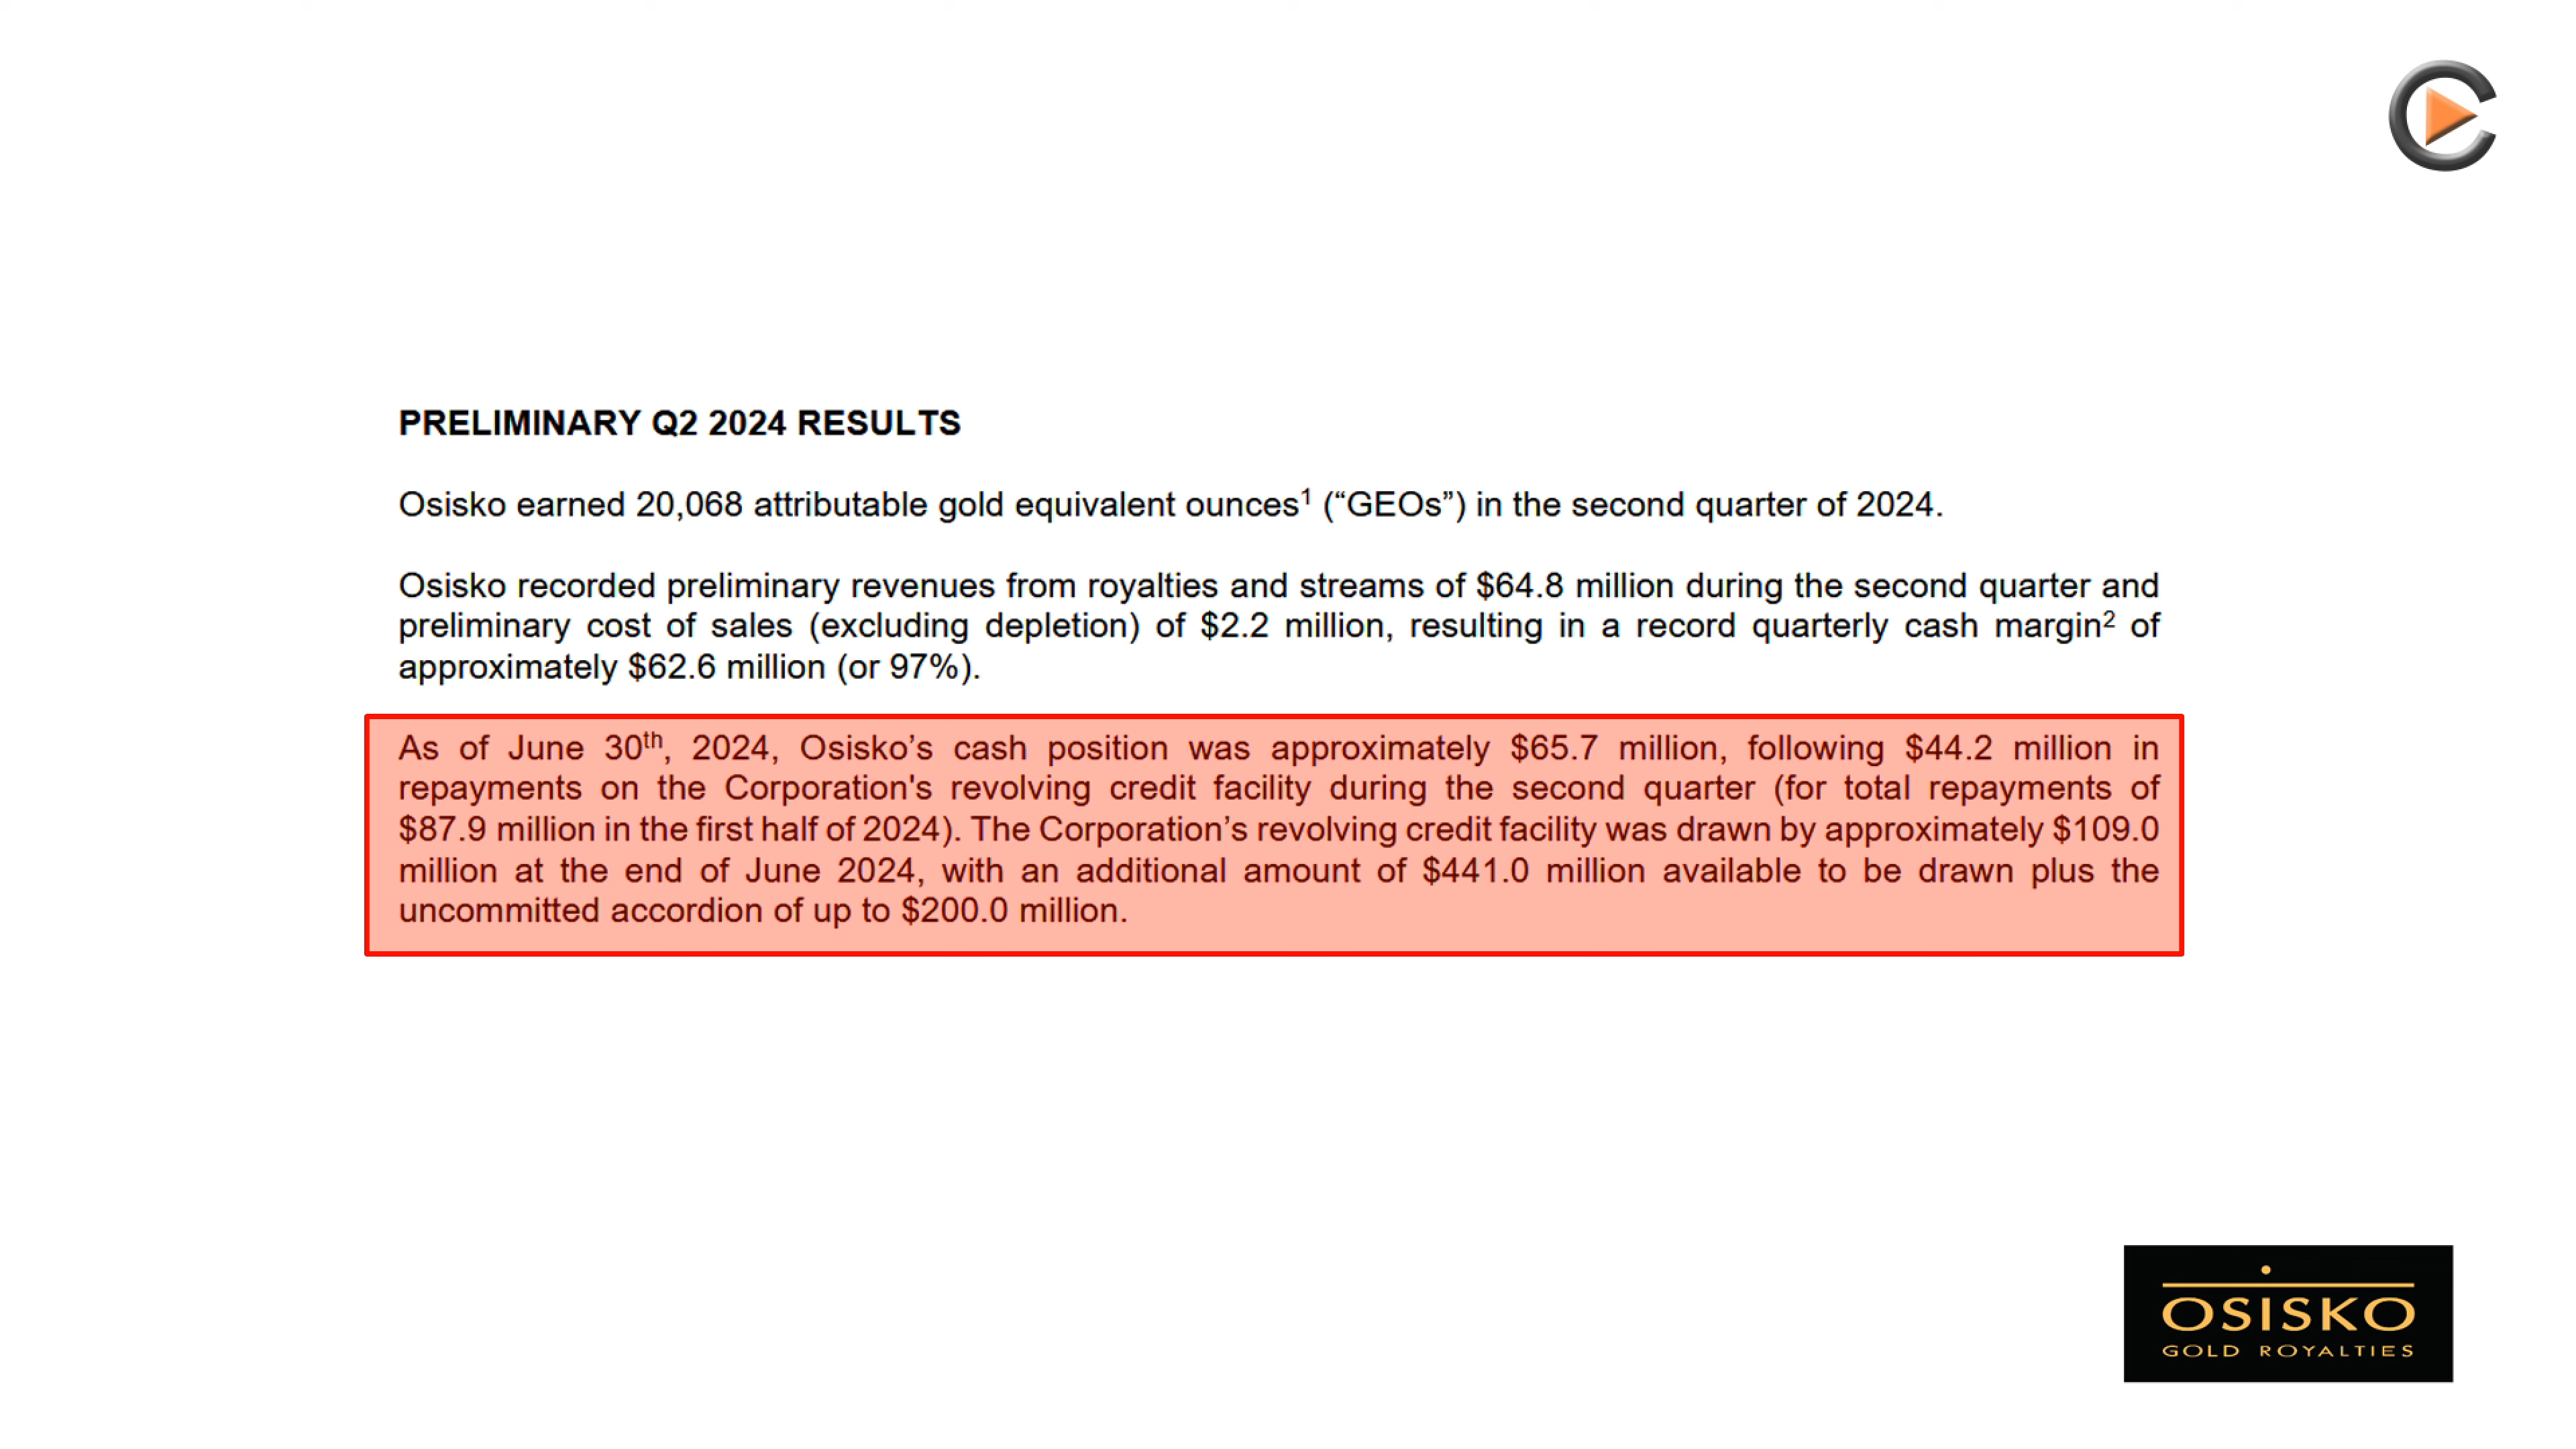 PRELIMINARY Q2 2024 RESULTS
Osisko earned 20,068 attributable gold equivalent ounces¹ (“GEOs”) in the second quarter of 2024.
Osisko recorded preliminary revenues from royalties and streams of $64.8 million during the second quarter and
preliminary cost of sales (excluding depletion) of $2.2 million, resulting in a record quarterly cash margin² of
approximately $62.6 million (or 97%).
As of June 30th, 2024, Osisko’s cash position was approximately $65.7 million, following $44.2 million in
repayments on the Corporation's revolving credit facility during the second quarter (for total repayments of
$87.9 million in the first half of 2024). The Corporation’s revolving credit facility was drawn by approximately $109.0
million at the end of June 2024, with an additional amount of $441.0 million available to be drawn plus the
uncommitted accordion of up to $200.0 million.
OSISKO
GOLD ROYALTIES